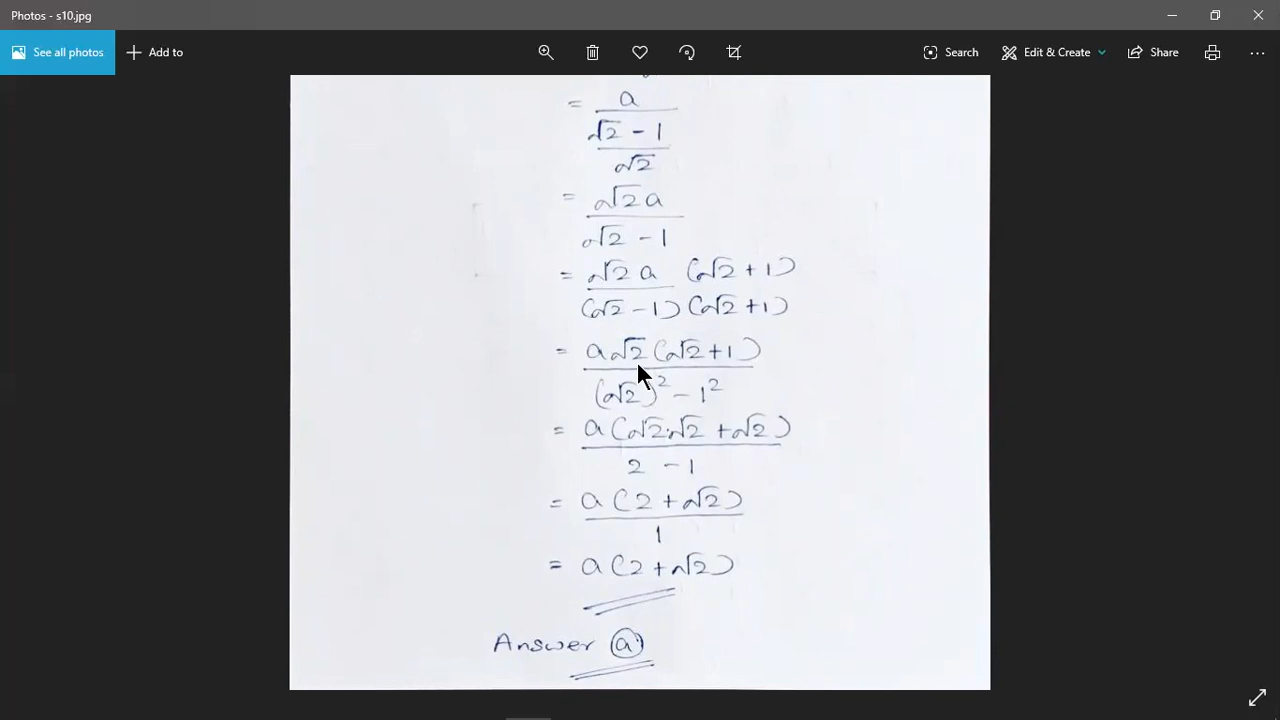 Photos - s10.jpg
See all photos
Add to
Search
Edit & Create
Share
= a
√2 - 1
√2
= √2 a
√2 - 1
= √2 a (√2 + 1)
(√2 - 1) (√2 + 1)
= a√2 (√2 + 1)
(√2)² - 1²
= a (√2·√2 + √2)
2 - 1
= a (2 + √2)
1
= a (2 + √2)
Answer (a)